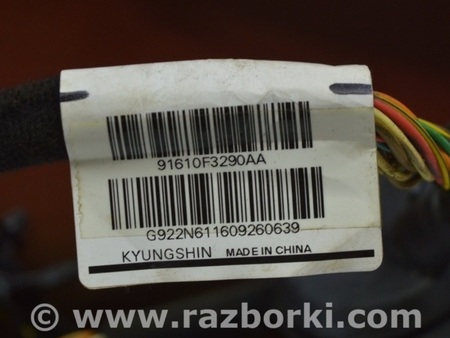 91610F3290AA
G922N611609260639
KYUNGSHIN MADE IN CHINA
© www.razborki.com